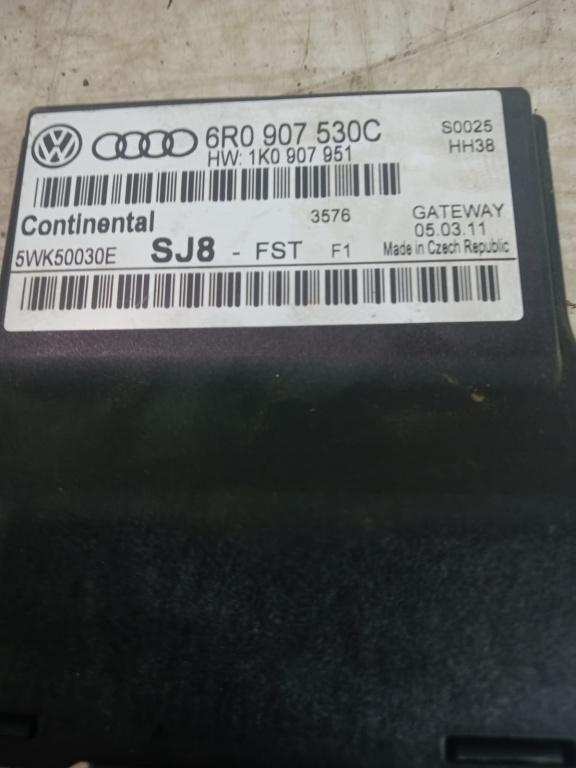 6R0 907 530C S0025
HW: 1K0 907 951 HH38
Continental 3576 GATEWAY
05.03.11
5WK50030E SJ8 - FST F1 Made in Czech Republic